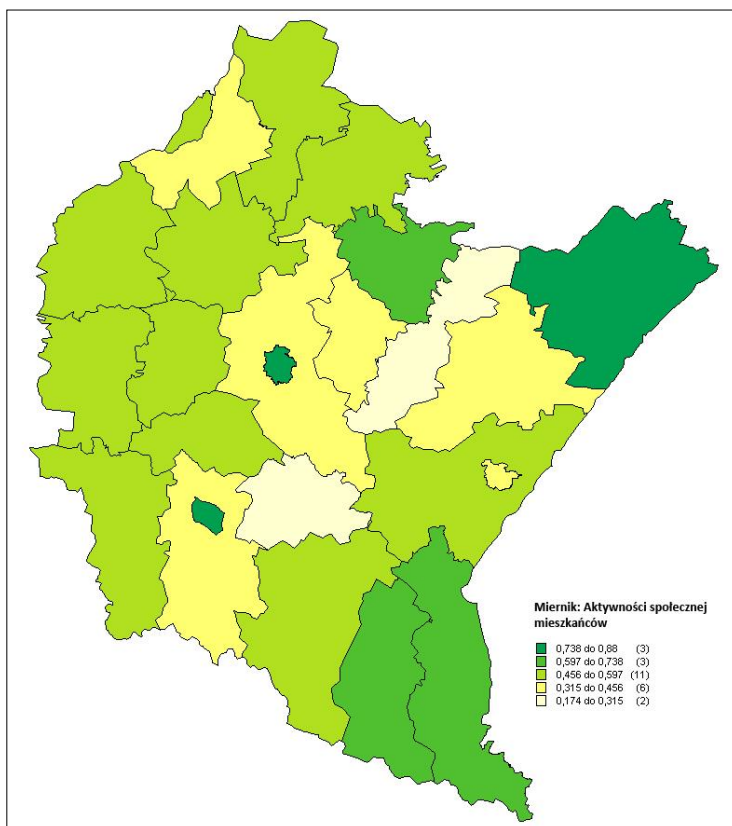 Miernik: Aktywności społecznej
mieszkańców
0,738 do 0,88 (3)
0,597 do 0,738 (3)
0,456 do 0,597 (11)
0,315 do 0,456 (6)
0,174 do 0,315 (2)